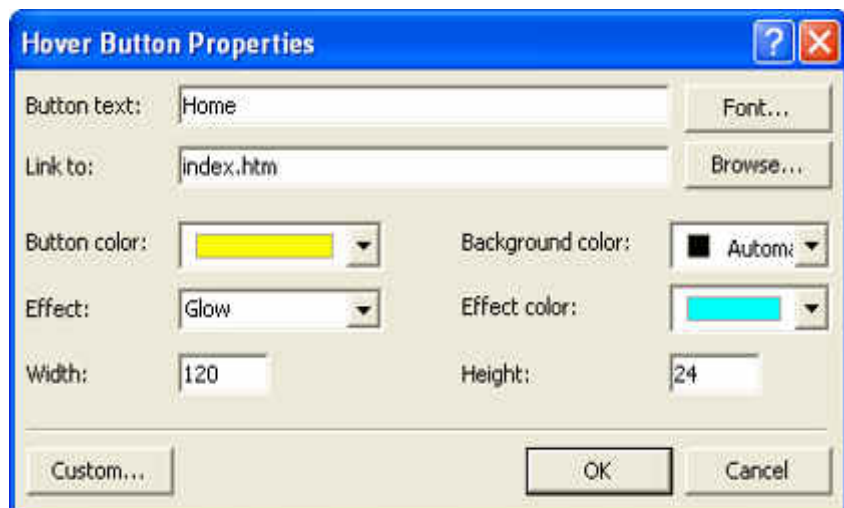 Hover Button Properties
Button text: Home Font...
Link to: index.htm Browse...
Button color: Background color: Automa
Effect: Glow Effect color:
Width: 120 Height: 24
Custom... OK Cancel